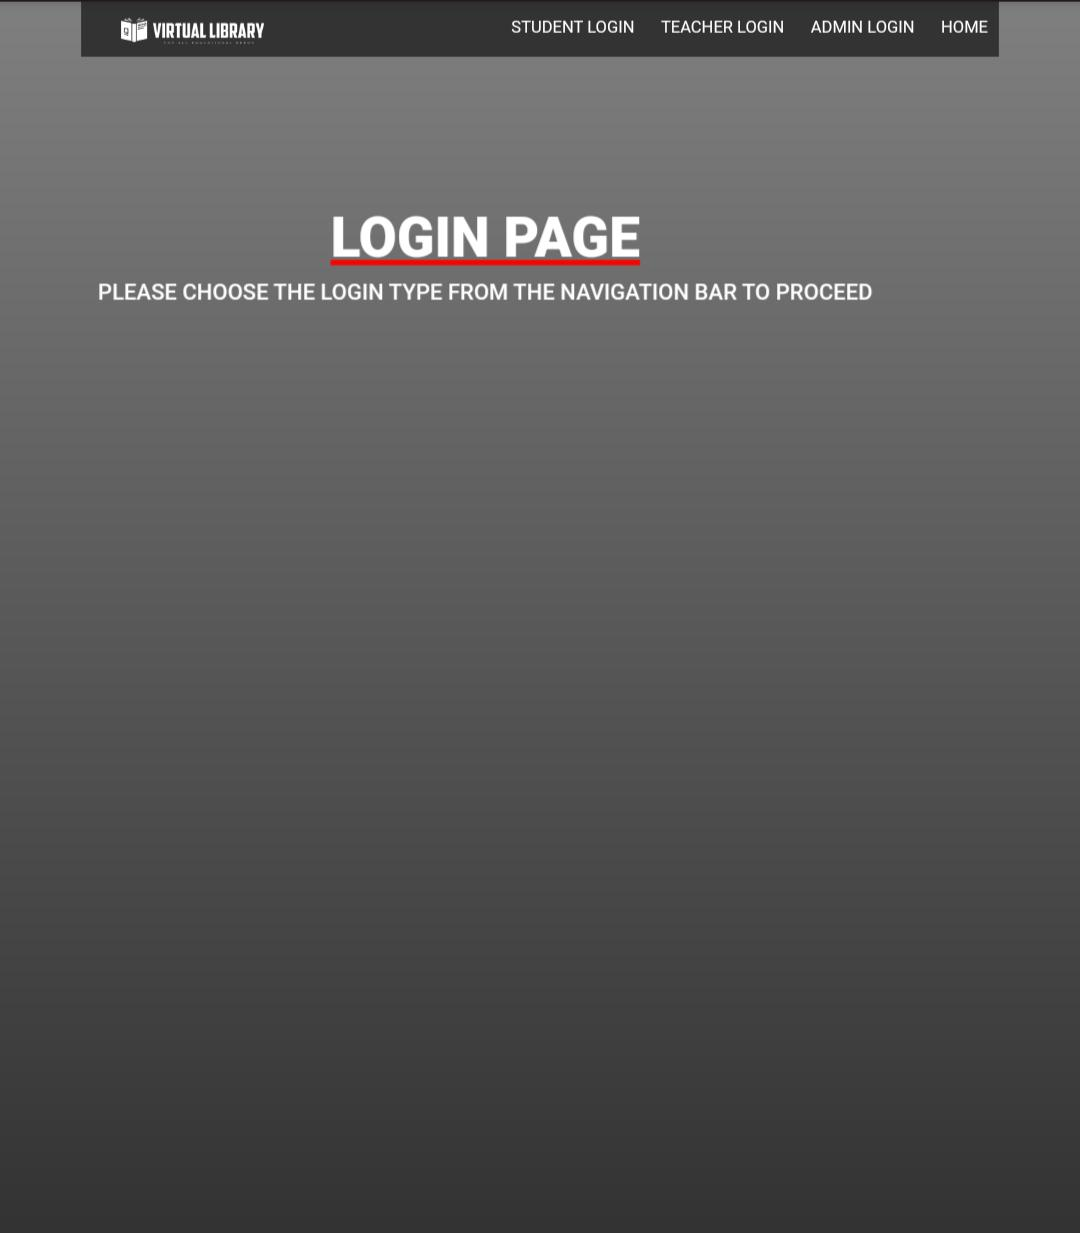 VIRTUAL LIBRARY
STUDENT LOGIN TEACHER LOGIN ADMIN LOGIN HOME
LOGIN PAGE
PLEASE CHOOSE THE LOGIN TYPE FROM THE NAVIGATION BAR TO PROCEED